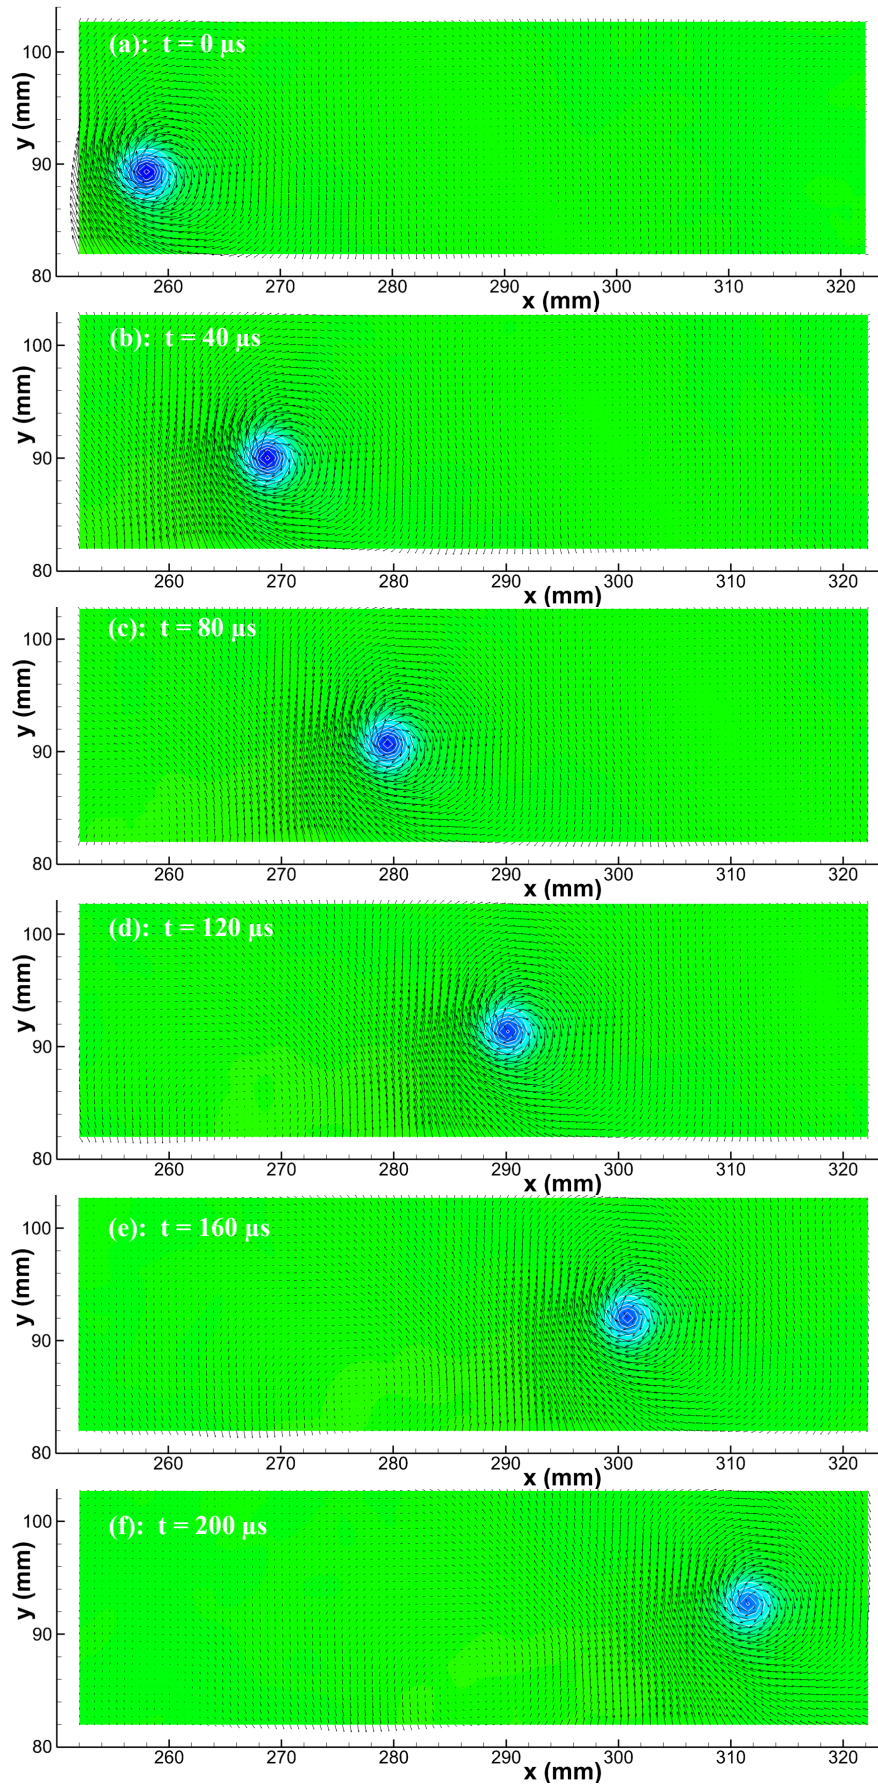 (a): t = 0 µs
y (mm)
100
90
80
260 270 280 290 300 310 320
x (mm)
(b): t = 40 µs
y (mm)
100
90
80
260 270 280 290 300 310 320
x (mm)
(c): t = 80 µs
y (mm)
100
90
80
260 270 280 290 300 310 320
x (mm)
(d): t = 120 µs
y (mm)
100
90
80
260 270 280 290 300 310 320
x (mm)
(e): t = 160 µs
y (mm)
100
90
80
260 270 280 290 300 310 320
x (mm)
(f): t = 200 µs
y (mm)
100
90
80
260 270 280 290 300 310 320
x (mm)